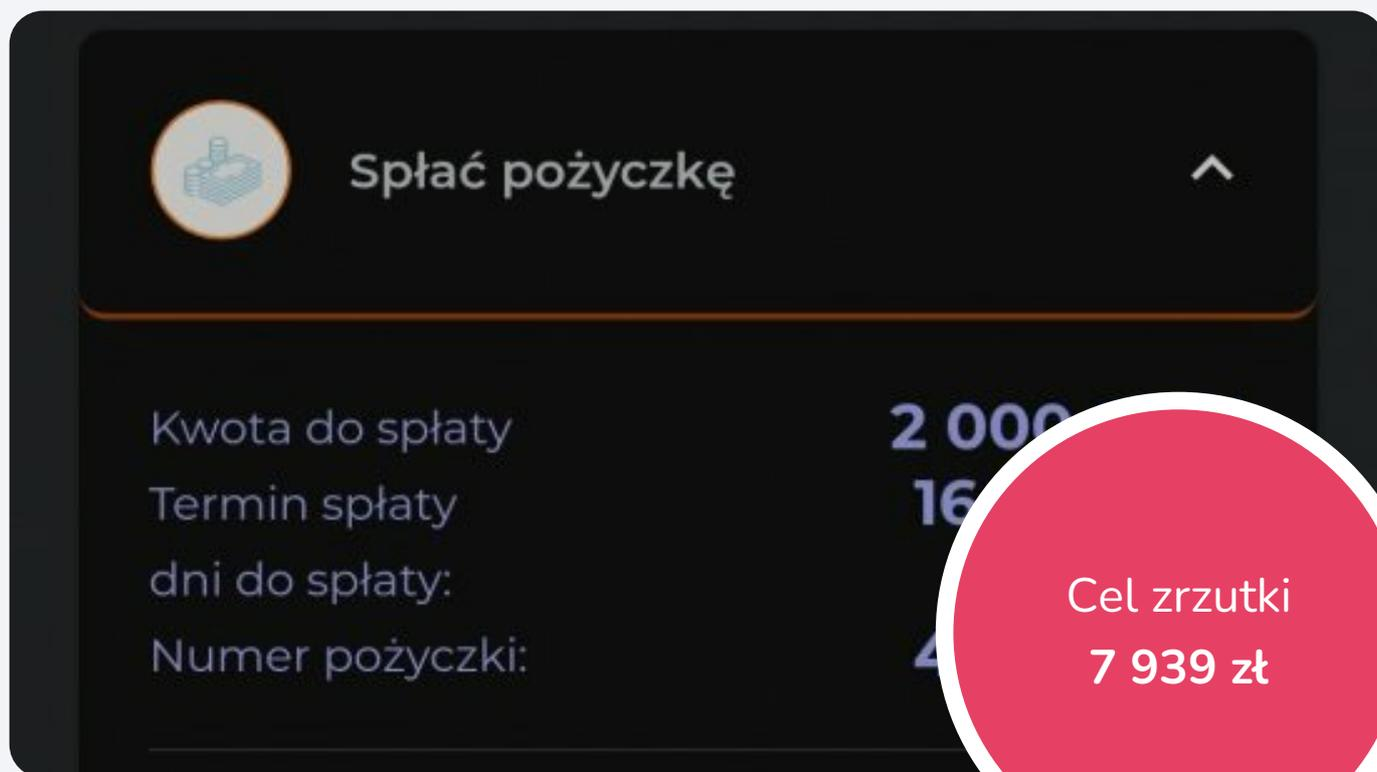 Spłać pożyczkę
Kwota do spłaty 2 000
Termin spłaty 16
dni do spłaty:
Numer pożyczki: 4
Cel zrzutki
7 939 zł